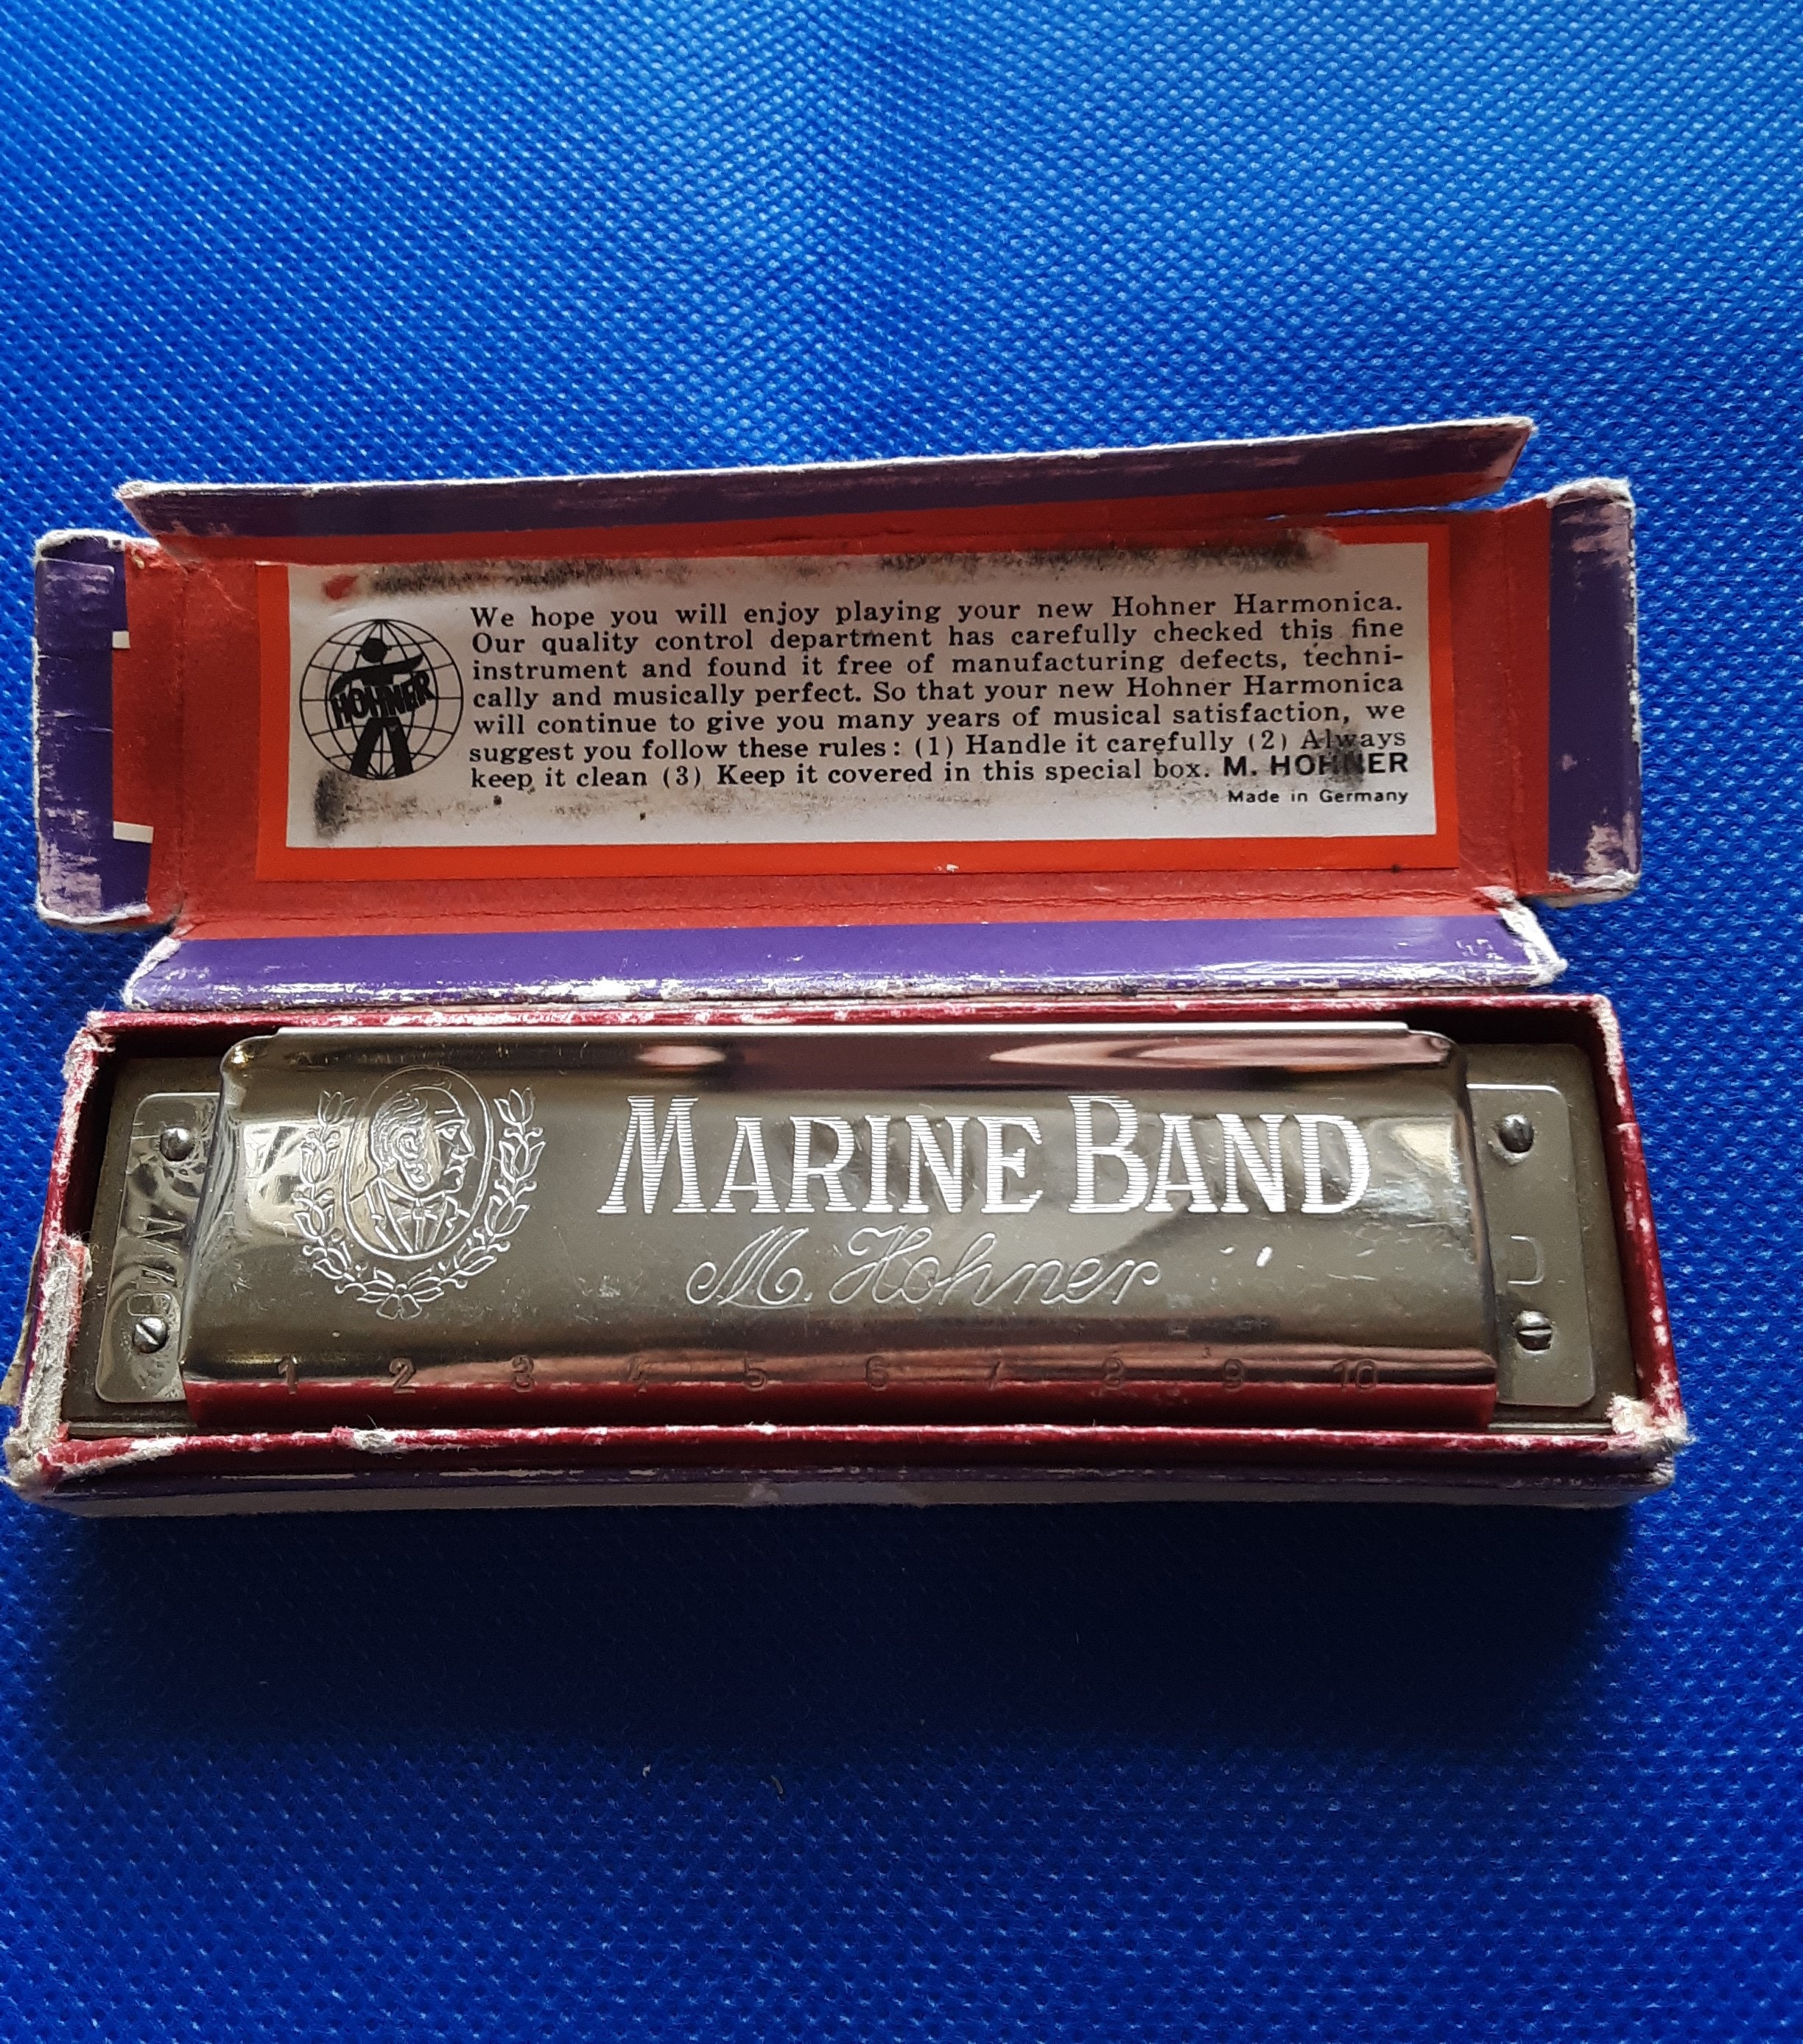 HOHNER
We hope you will enjoy playing your new Hohner Harmonica.
Our quality control department has carefully checked this fine
instrument and found it free of manufacturing defects, techni-
cally and musically perfect. So that your new Hohner Harmonica
will continue to give you many years of musical satisfaction, we
suggest you follow these rules: (1) Handle it carefully (2) Always
keep it clean (3) Keep it covered in this special box. M. HOHNER
Made in Germany
MARINE BAND
M. Hohner
1 2 3 4 5 6 7 8 9 10